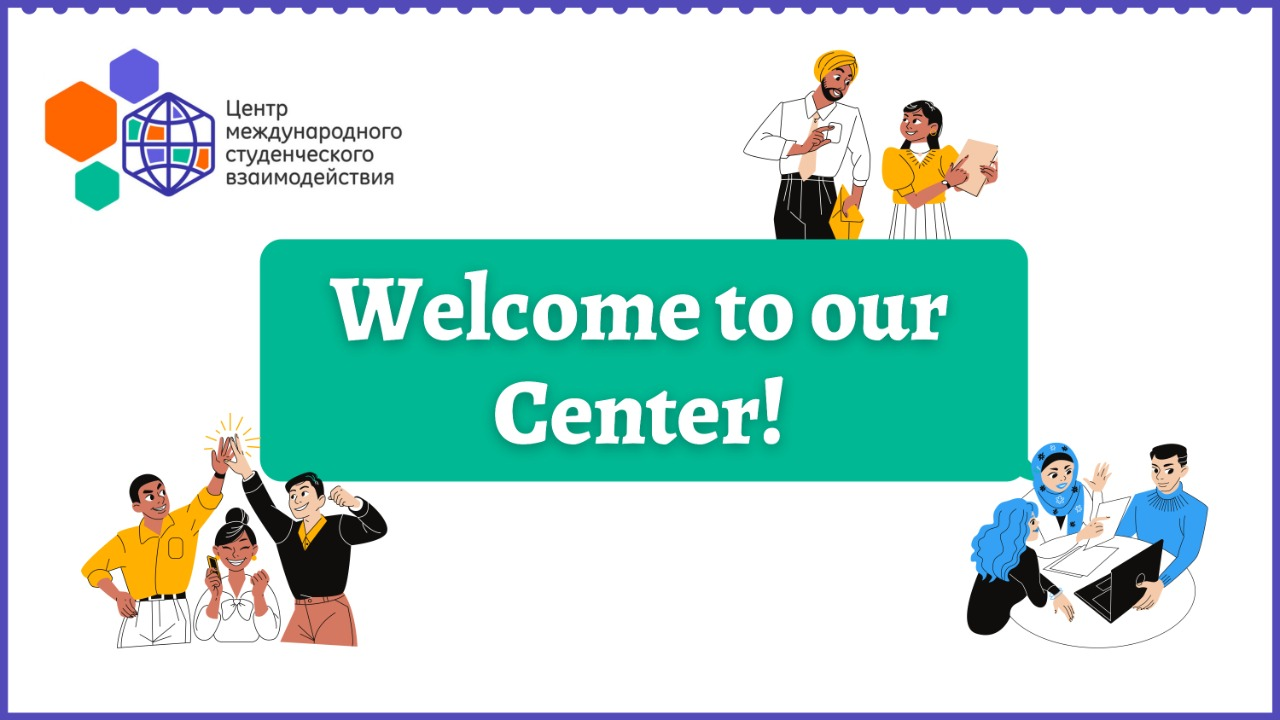 Центр
международного
студенческого
взаимодействия
Welcome to our
Center!